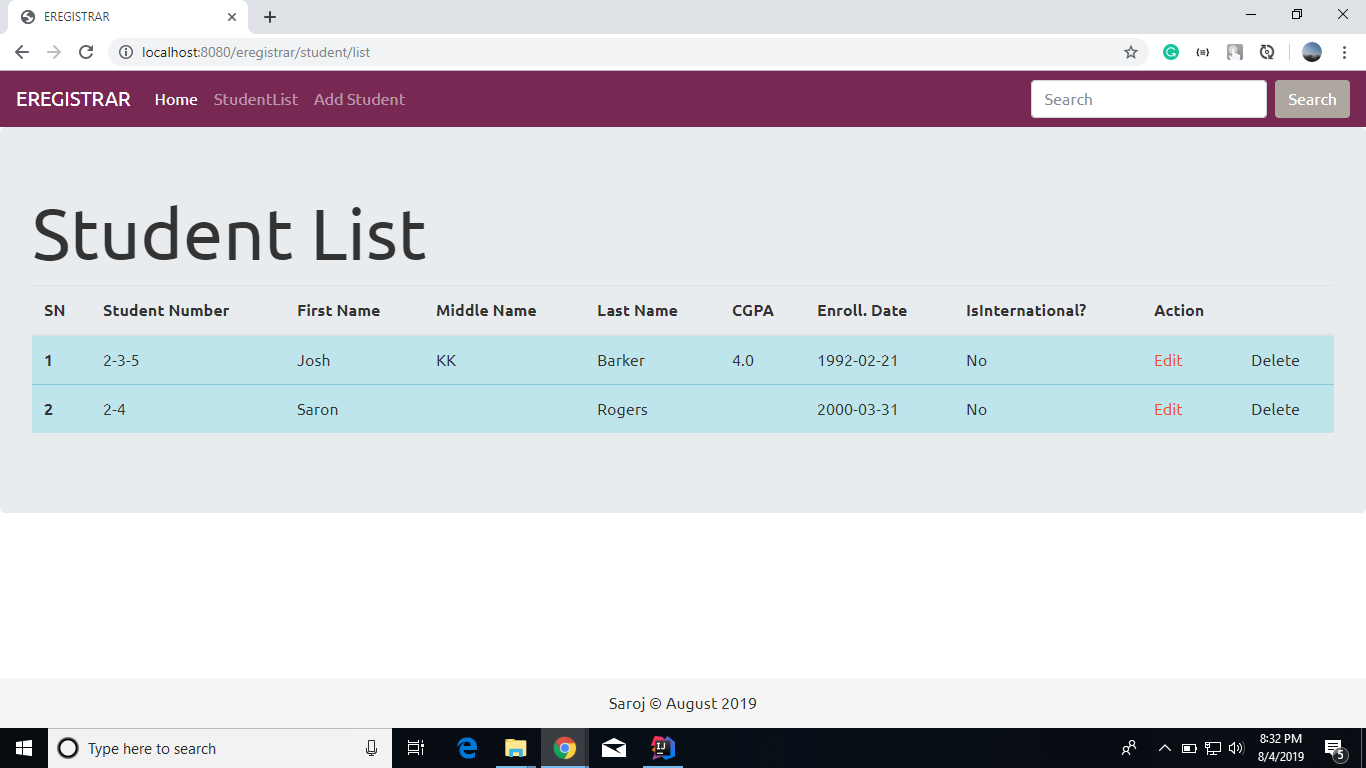 EREGISTRAR
localhost:8080/eregistrar/student/list
EREGISTRAR Home StudentList Add Student Search Search
Student List
SN Student Number First Name Middle Name Last Name CGPA Enroll. Date IsInternational? Action
1 2-3-5 Josh KK Barker 4.0 1992-02-21 No Edit Delete
2 2-4 Saron Rogers 2000-03-31 No Edit Delete
Saroj © August 2019
Type here to search
8:32 PM
8/4/2019
5